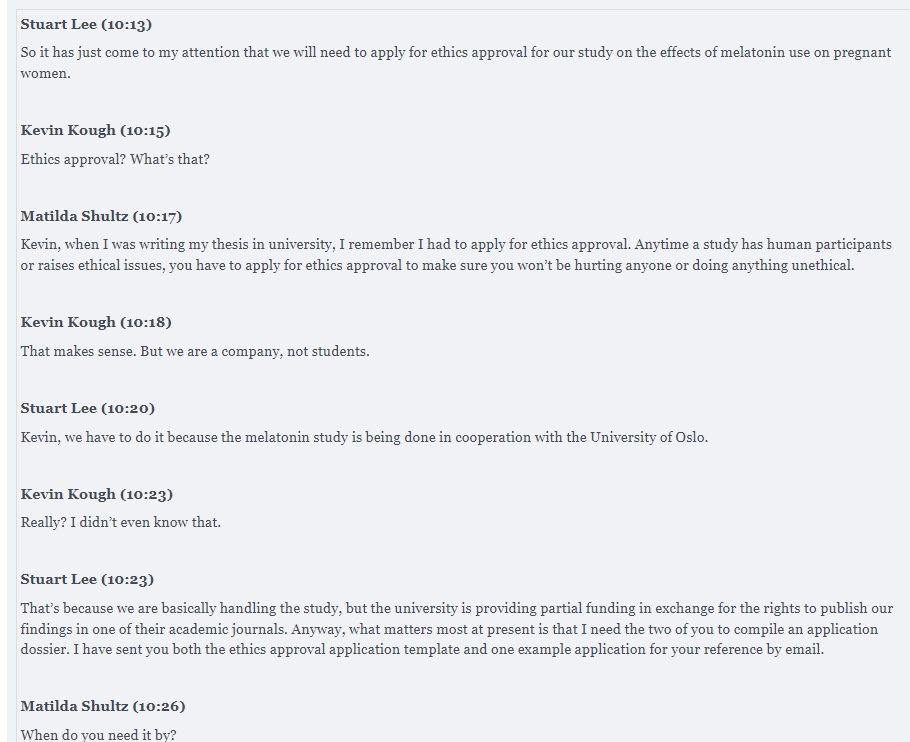 Stuart Lee (10:13)
So it has just come to my attention that we will need to apply for ethics approval for our study on the effects of melatonin use on pregnant
women.
Kevin Kough (10:15)
Ethics approval? What’s that?
Matilda Shultz (10:17)
Kevin, when I was writing my thesis in university, I remember I had to apply for ethics approval. Anytime a study has human participants
or raises ethical issues, you have to apply for ethics approval to make sure you won’t be hurting anyone or doing anything unethical.
Kevin Kough (10:18)
That makes sense. But we are a company, not students.
Stuart Lee (10:20)
Kevin, we have to do it because the melatonin study is being done in cooperation with the University of Oslo.
Kevin Kough (10:23)
Really? I didn’t even know that.
Stuart Lee (10:23)
That’s because we are basically handling the study, but the university is providing partial funding in exchange for the rights to publish our
findings in one of their academic journals. Anyway, what matters most at present is that I need the two of you to compile an application
dossier. I have sent you both the ethics approval application template and one example application for your reference by email.
Matilda Shultz (10:26)
When do you need it by?